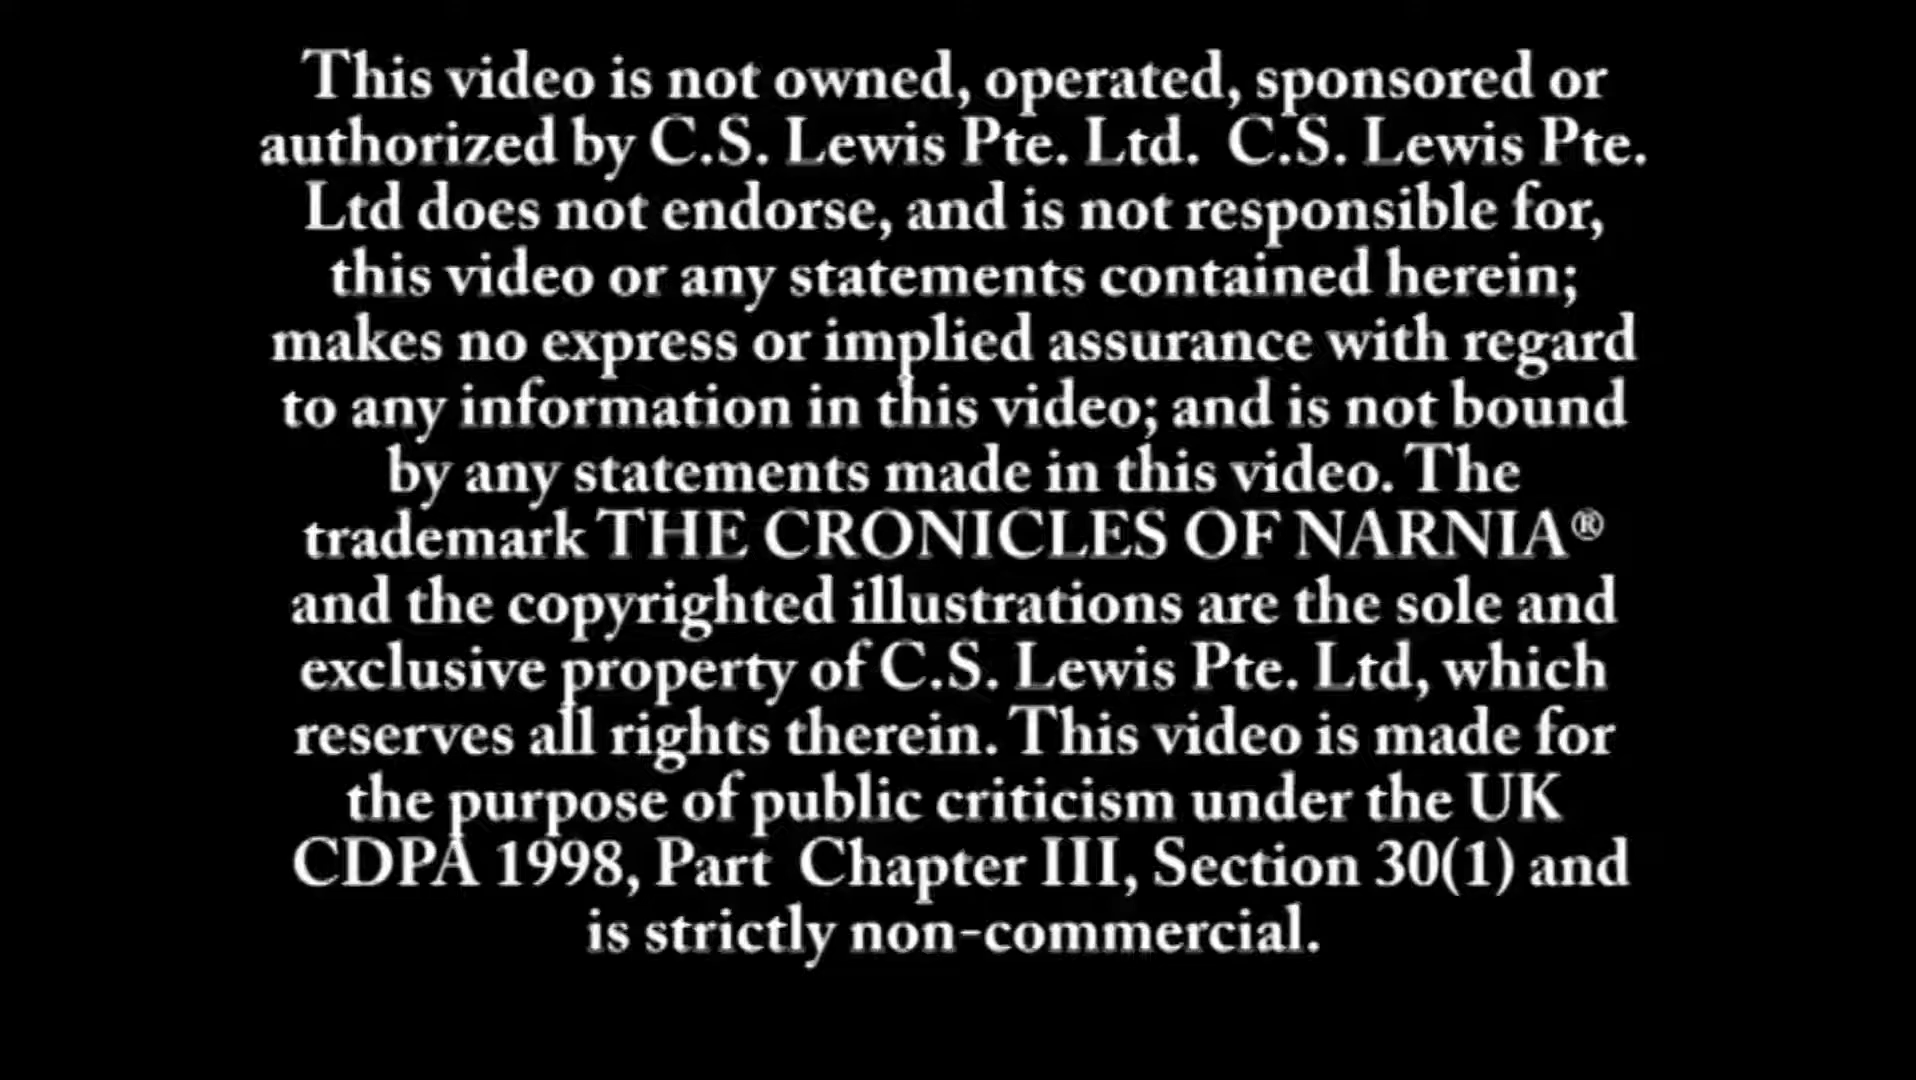 This video is not owned, operated, sponsored or
authorized by C.S. Lewis Pte. Ltd.  C.S. Lewis Pte.
Ltd does not endorse, and is not responsible for,
this video or any statements contained herein;
makes no express or implied assurance with regard
to any information in this video; and is not bound
by any statements made in this video. The
trademark THE CRONICLES OF NARNIA®
and the copyrighted illustrations are the sole and
exclusive property of C.S. Lewis Pte. Ltd, which
reserves all rights therein. This video is made for
the purpose of public criticism under the UK
CDPA 1998, Part  Chapter III, Section 30(1) and
is strictly non-commercial.